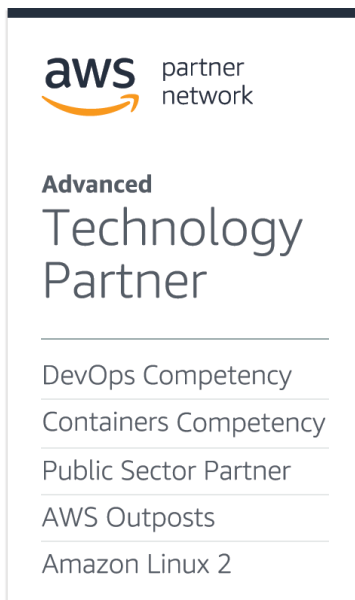 aws
partner
network
Advanced
Technology
Partner
DevOps Competency
Containers Competency
Public Sector Partner
AWS Outposts
Amazon Linux 2